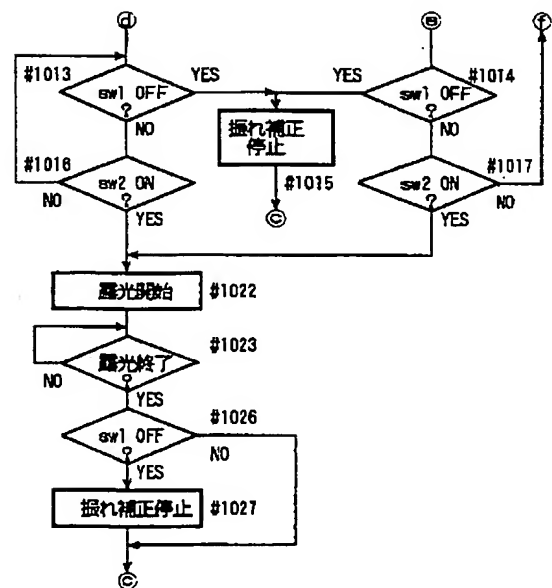 ⓓ ⓔ ⓕ
#1013 YES YES #1014
sw1 OFF
?
sw1 OFF
?
NO
振れ補正
停止
NO
#1016
#1015
#1017
sw2 ON
?
ⓒ
sw2 ON
?
NO
YES
NO
YES
露光開始 #1022
#1023
露光終了
?
NO
YES
#1026
sw1 OFF
?
NO
YES
振れ補正停止 #1027
ⓒ